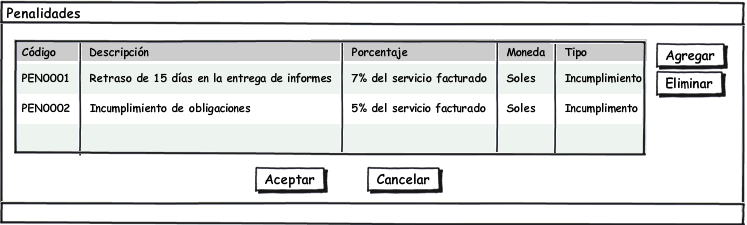 Penalidades
Código Descripción Porcentaje Moneda Tipo
PEN0001 Retraso de 15 días en la entrega de informes 7% del servicio facturado Soles Incumplimiento
PEN0002 Incumplimiento de obligaciones 5% del servicio facturado Soles Incumplimento
Agregar
Eliminar
Aceptar Cancelar